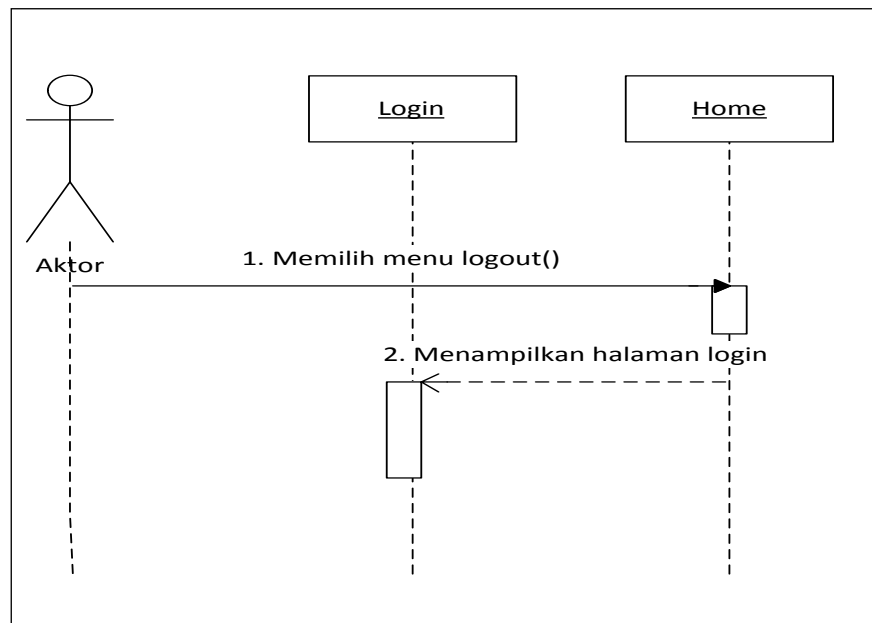 Login
Home
Aktor
1. Memilih menu logout()
2. Menampilkan halaman login